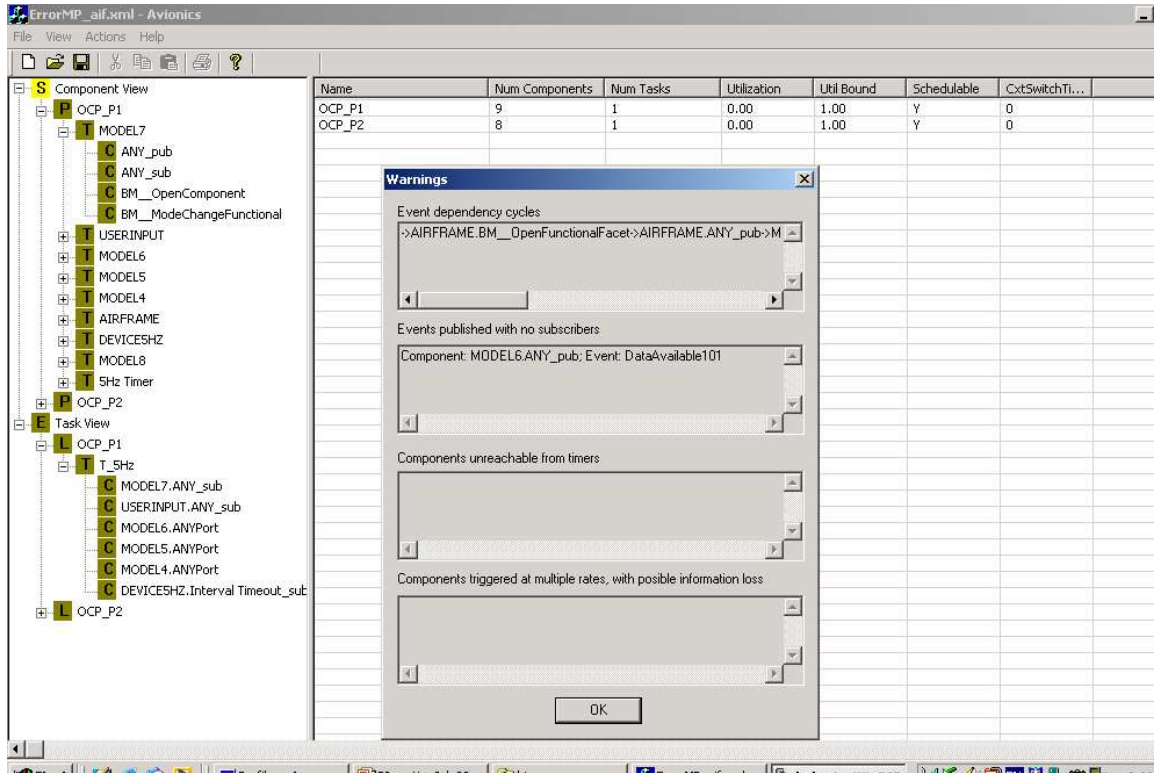 ErrorMP_aif.xml - Avionics
File View Actions Help
S Component View
P OCP_P1
T MODEL7
C ANY_pub
C ANY_sub
C BM__OpenComponent
C BM__ModeChangeFunctional
T USERINPUT
T MODEL6
T MODEL5
T MODEL4
T AIRFRAME
T DEVICE5HZ
T MODEL8
T 5Hz Timer
P OCP_P2
E Task View
L OCP_P1
T T_5Hz
C MODEL7.ANY_sub
C USERINPUT.ANY_sub
C MODEL6.ANYPort
C MODEL5.ANYPort
C MODEL4.ANYPort
C DEVICE5HZ.Interval Timeout_sub
L OCP_P2
Name Num Components Num Tasks Utilization Util Bound Schedulable CxtSwitchTi...
OCP_P1 9 1 0.00 1.00 Y 0
OCP_P2 8 1 0.00 1.00 Y 0
Warnings
Event dependency cycles
->AIRFRAME.BM__OpenFunctionalFacet->AIRFRAME.ANY_pub->M
Events published with no subscribers
Component: MODEL6.ANY_pub; Event: DataAvailable101
Components unreachable from timers
Components triggered at multiple rates, with posible information loss
OK